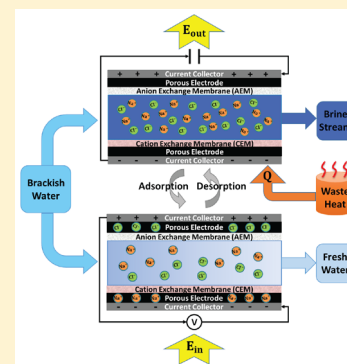 E_out
+ + + Current Collector + + +
Porous Electrode
Anion Exchange Membrane (AEM)
Cation Exchange Membrane (CEM)
Porous Electrode
- - - Current Collector - - -
Brine
Stream
Brackish
Water
Adsorption
Desorption
Q
Waste
Heat
+ + + Current Collector + + +
Porous Electrode
Anion Exchange Membrane (AEM)
Fresh
Water
Cation Exchange Membrane (CEM)
Porous Electrode
- - - Current Collector - - -
V
E_in